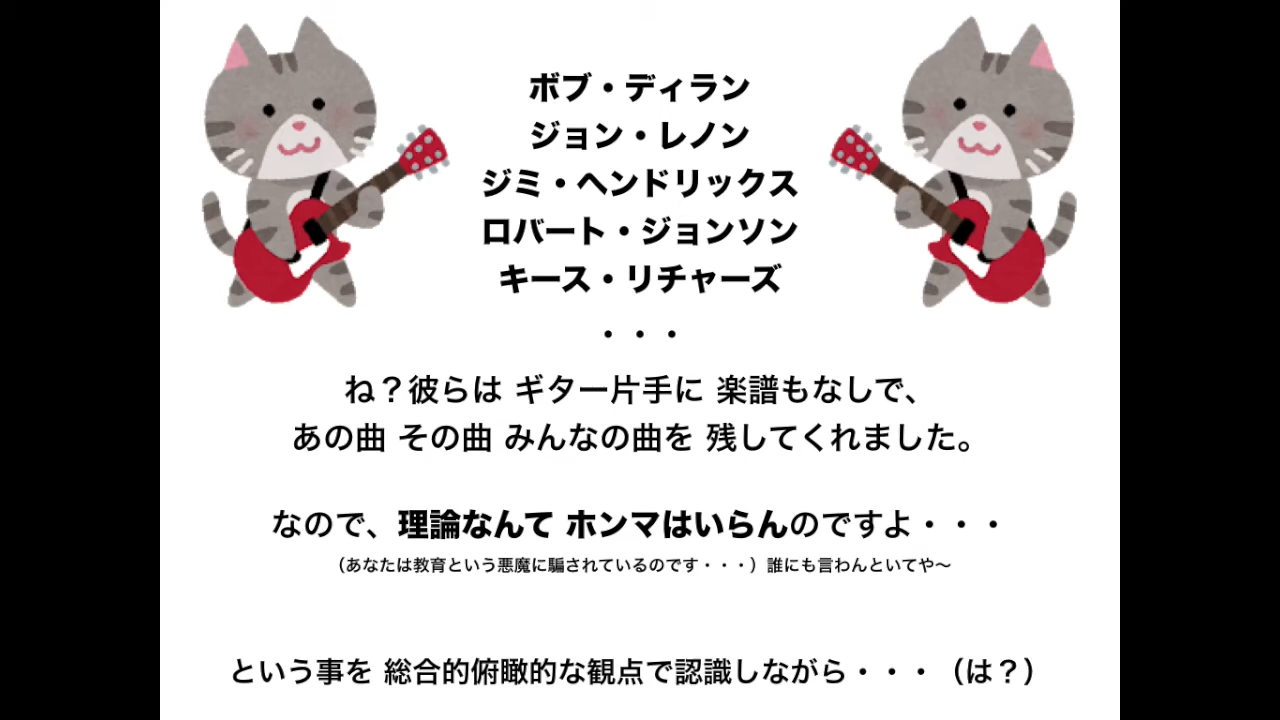 ボブ・ディラン
ジョン・レノン
ジミ・ヘンドリックス
ロバート・ジョンソン
キース・リチャーズ
・・・
ね？彼らは ギター片手に 楽譜もなしで、
あの曲 その曲 みんなの曲を 残してくれました。
なので、理論なんて ホンマはいらんのですよ・・・
（あなたは教育という悪魔に騙されているのです・・・）誰にも言わんといてや〜
という事を 総合的俯瞰的な観点で認識しながら・・・（は？）